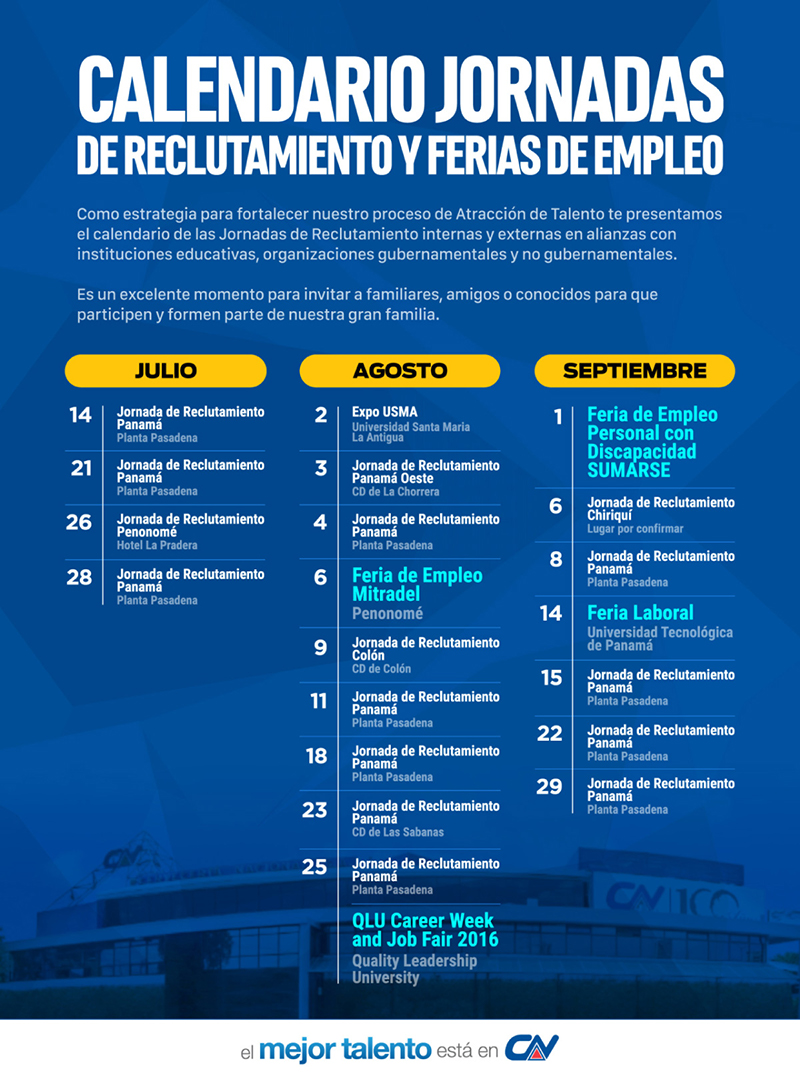 CALENDARIO JORNADAS
DE RECLUTAMIENTO Y FERIAS DE EMPLEO
Como estrategia para fortalecer nuestro proceso de Atracción de Talento te presentamos
el calendario de las Jornadas de Reclutamiento internas y externas en alianzas con
instituciones educativas, organizaciones gubernamentales y no gubernamentales.
Es un excelente momento para invitar a familiares, amigos o conocidos para que
participen y formen parte de nuestra gran familia.
JULIO
14
Jornada de Reclutamiento
Panamá
Planta Pasadena
21
Jornada de Reclutamiento
Panamá
Planta Pasadena
26
Jornada de Reclutamiento
Penonomé
Hotel La Pradera
28
Jornada de Reclutamiento
Panamá
Planta Pasadena
AGOSTO
2
Expo USMA
Universidad Santa Maria
La Antigua
3
Jornada de Reclutamiento
Panamá Oeste
CD de La Chorrera
4
Jornada de Reclutamiento
Panamá
Planta Pasadena
6
Feria de Empleo
Mitradel
Penonomé
9
Jornada de Reclutamiento
Colón
CD de Colón
11
Jornada de Reclutamiento
Panamá
Planta Pasadena
18
Jornada de Reclutamiento
Panamá
Planta Pasadena
23
Jornada de Reclutamiento
Panamá
CD de Las Sabanas
25
Jornada de Reclutamiento
Panamá
Planta Pasadena
QLU Career Week
and Job Fair 2016
Quality Leadership
University
SEPTIEMBRE
1
Feria de Empleo
Personal con
Discapacidad
SUMARSE
6
Jornada de Reclutamiento
Chiriquí
Lugar por confirmar
8
Jornada de Reclutamiento
Panamá
Planta Pasadena
14
Feria Laboral
Universidad Tecnológica
de Panamá
15
Jornada de Reclutamiento
Panamá
Planta Pasadena
22
Jornada de Reclutamiento
Panamá
Planta Pasadena
29
Jornada de Reclutamiento
Panamá
Planta Pasadena
CN
CN 100
el mejor talento está en CN